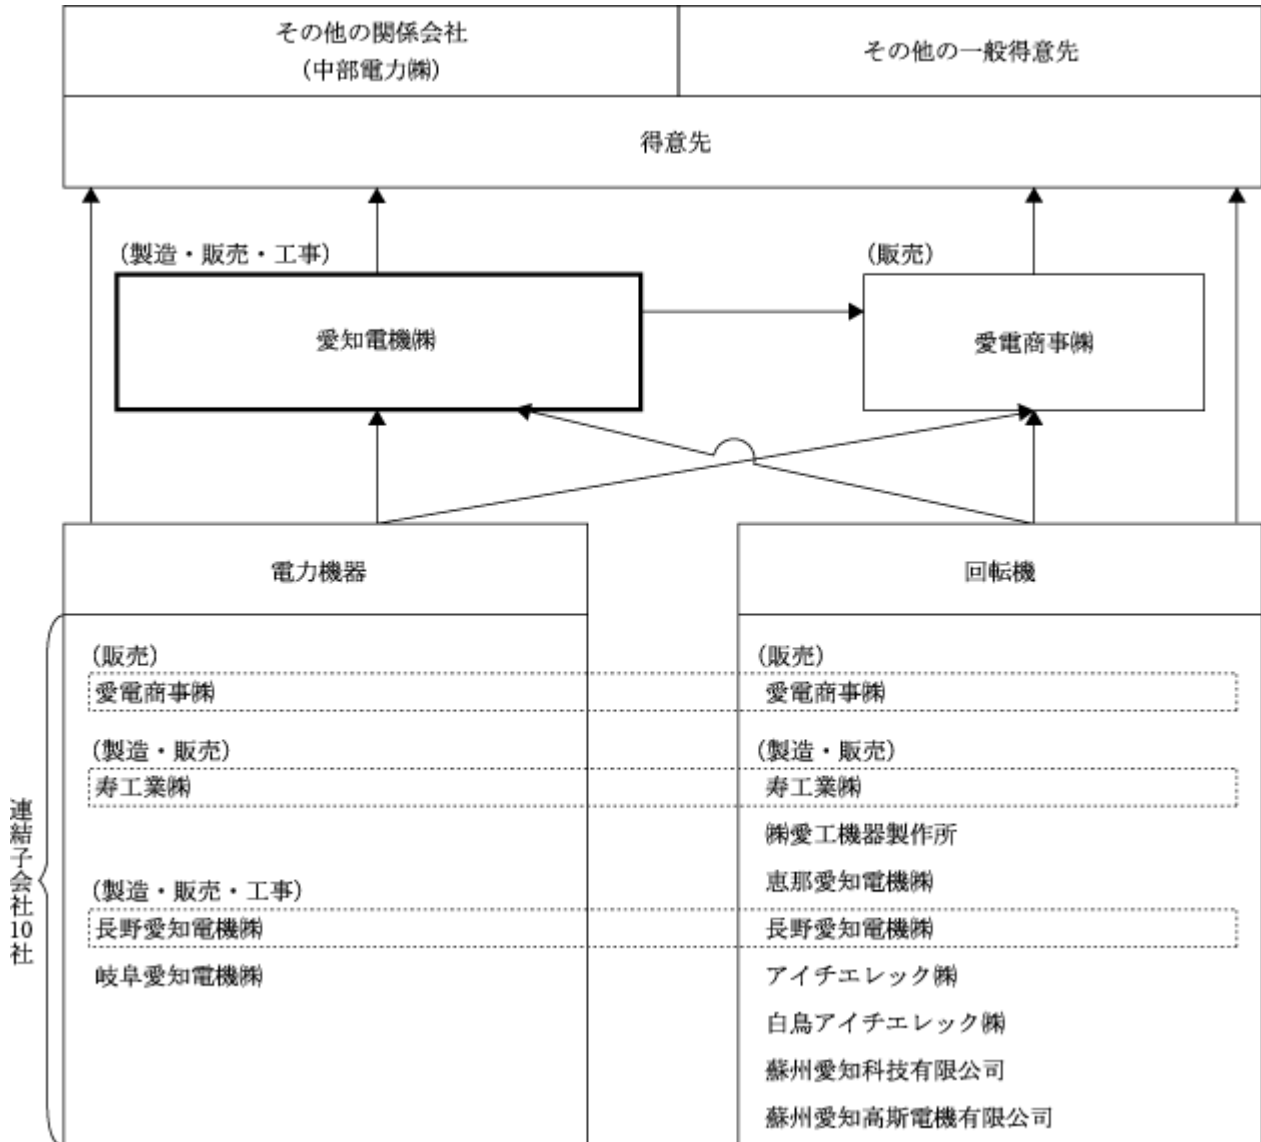 その他の関係会社
(中部電力㈱)
その他の一般得意先
得意先
(製造・販売・工事)
愛知電機㈱
(販売)
愛電商事㈱
電力機器
回転機
連結子会社10社
(販売)
愛電商事㈱
(製造・販売)
寿工業㈱
(製造・販売・工事)
長野愛知電機㈱
岐阜愛知電機㈱
(販売)
愛電商事㈱
(製造・販売)
寿工業㈱
㈱愛工機器製作所
恵那愛知電機㈱
長野愛知電機㈱
アイチエレック㈱
白鳥アイチエレック㈱
蘇州愛知科技有限公司
蘇州愛知高斯電機有限公司